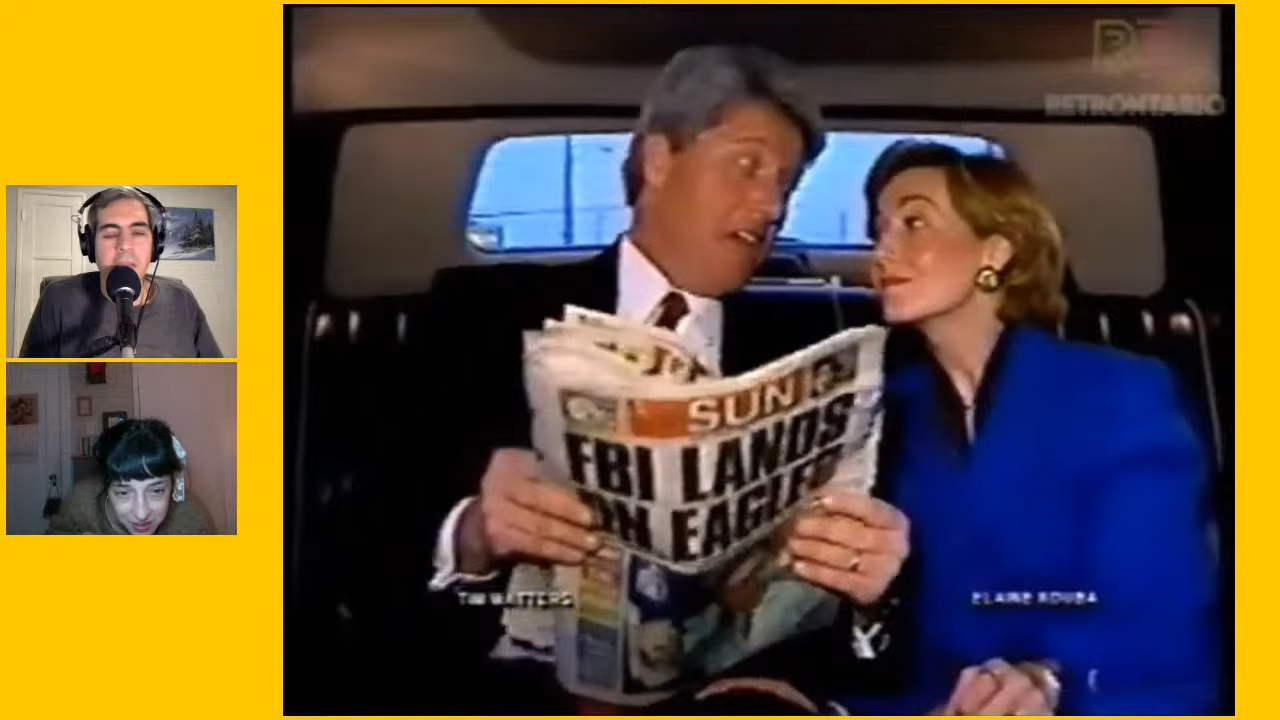 RETRONTARIO
SUN
FBI LANDS
ON EAGLE
TIM WATTERS
ELAINE ROUBA